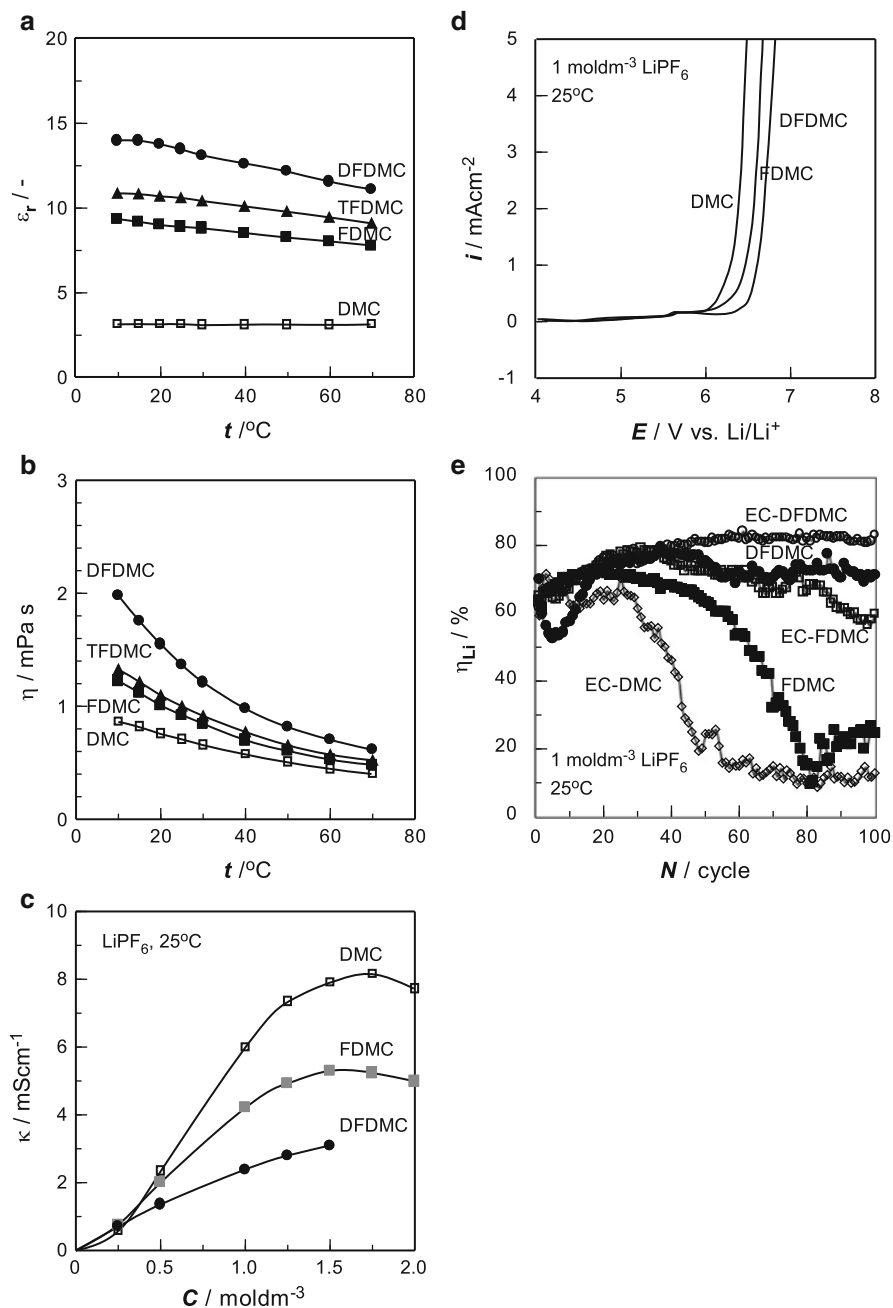 a
20
15
10
5
0
εr / -
DFDMC
TFDMC
FDMC
DMC
0 20 40 60 80
t /°C
b
3
2
1
0
η / mPa s
DFDMC
TFDMC
FDMC
DMC
0 20 40 60 80
t /°C
c
10
8
6
4
2
0
κ / mScm-1
LiPF6, 25°C
DMC
FDMC
DFDMC
0 0.5 1.0 1.5 2.0
C / moldm-3
d
5
4
3
2
1
0
-1
i / mAcm-2
1 moldm-3 LiPF6
25°C
DFDMC
FDMC
DMC
4 5 6 7 8
E / V vs. Li/Li+
e
100
80
60
40
20
0
ηLi / %
EC-DFDMC
DFDMC
EC-FDMC
EC-DMC
FDMC
1 moldm-3 LiPF6
25°C
0 20 40 60 80 100
N / cycle